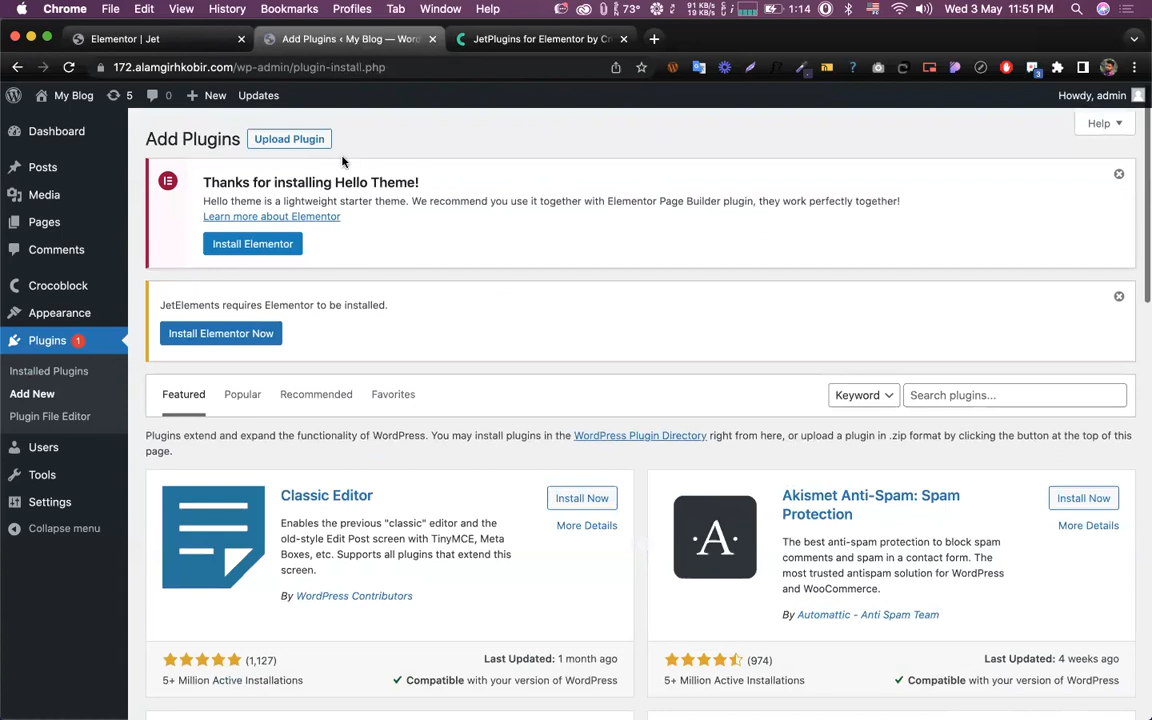 Chrome File Edit View History Bookmarks Profiles Tab Window Help 73° 91 KB/s 19 KB/s 1:14 Wed 3 May 11:51 PM
Elementor | Jet
Add Plugins ‹ My Blog — Wor
JetPlugins for Elementor by Cr
172.alamgirhkobir.com/wp-admin/plugin-install.php
My Blog 5 0 New Updates Howdy, admin
Dashboard
Posts
Media
Pages
Comments
Crocoblock
Appearance
Plugins 1
Installed Plugins
Add New
Plugin File Editor
Users
Tools
Settings
Collapse menu
Help
Add Plugins Upload Plugin
Thanks for installing Hello Theme!
Hello theme is a lightweight starter theme. We recommend you use it together with Elementor Page Builder plugin, they work perfectly together!
Learn more about Elementor
Install Elementor
JetElements requires Elementor to be installed.
Install Elementor Now
Featured Popular Recommended Favorites Keyword Search plugins...
Plugins extend and expand the functionality of WordPress. You may install plugins in the WordPress Plugin Directory right from here, or upload a plugin in .zip format by clicking the button at the top of this
page.
Classic Editor
Install Now
More Details
Enables the previous "classic" editor and the
old-style Edit Post screen with TinyMCE, Meta
Boxes, etc. Supports all plugins that extend this
screen.
By WordPress Contributors
(1,127)
Last Updated: 1 month ago
5+ Million Active Installations
Compatible with your version of WordPress
A
Akismet Anti-Spam: Spam
Protection
Install Now
More Details
The best anti-spam protection to block spam
comments and spam in a contact form. The
most trusted antispam solution for WordPress
and WooCommerce.
By Automattic - Anti Spam Team
(974)
Last Updated: 4 weeks ago
5+ Million Active Installations
Compatible with your version of WordPress